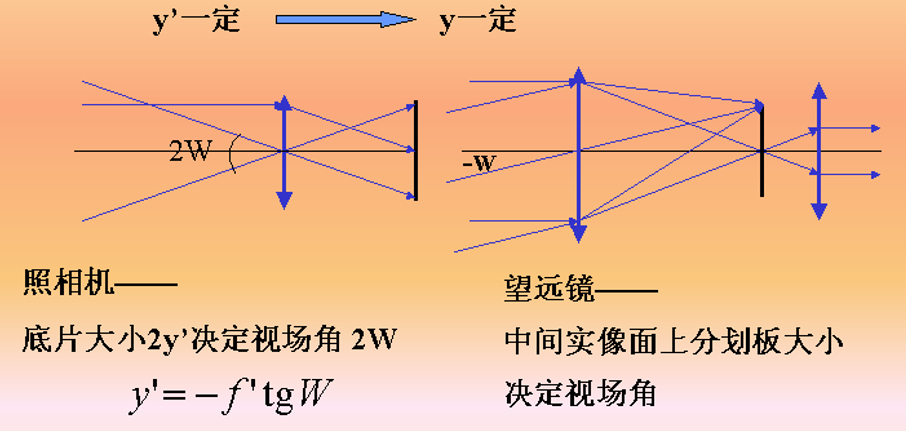 y’一定 y一定
2W
-w
照相机——
底片大小2y’决定视场角 2W
y'=-f'tgW
望远镜——
中间实像面上分划板大小
决定视场角